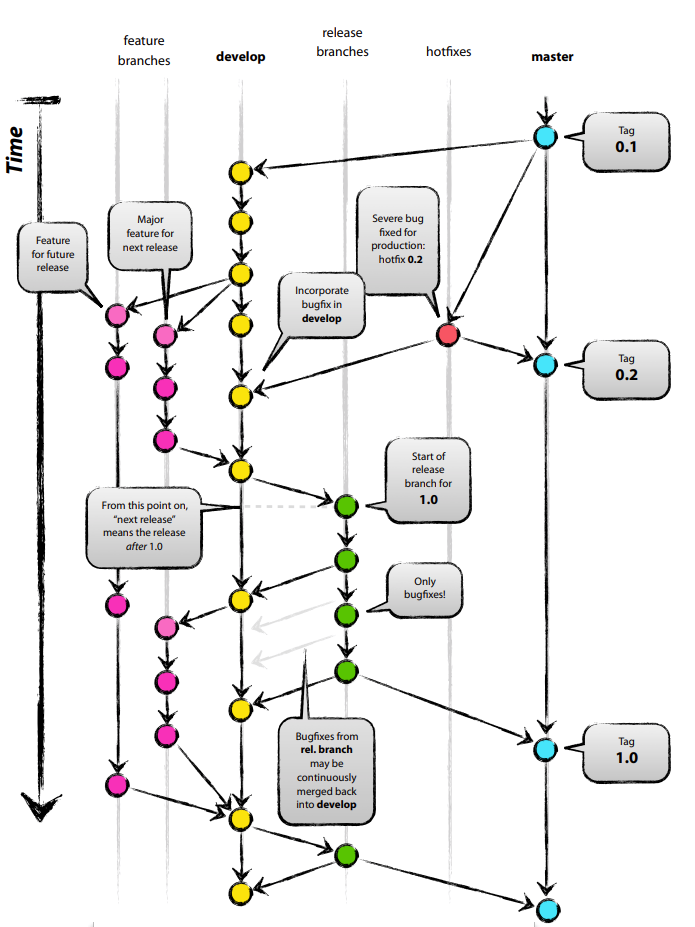 feature
branches
develop
release
branches
hotfixes
master
Time
Tag
0.1
Feature
for future
release
Major
feature for
next release
Severe bug
fixed for
production:
hotfix 0.2
Incorporate
bugfix in
develop
Tag
0.2
Start of
release
branch for
1.0
From this point on,
“next release”
means the release
after 1.0
Only
bugfixes!
Bugfixes from
rel. branch
may be
continuously
merged back
into develop
Tag
1.0